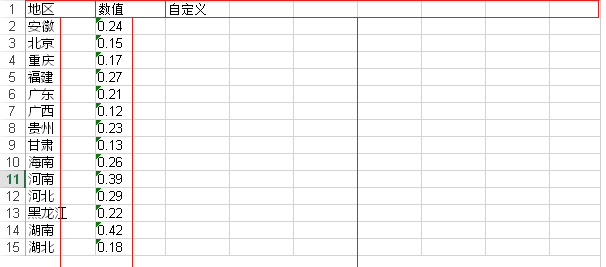 1 地区 数值 自定义
2 安徽 0.24
3 北京 0.15
4 重庆 0.17
5 福建 0.27
6 广东 0.21
7 广西 0.12
8 贵州 0.23
9 甘肃 0.13
10 海南 0.26
11 河南 0.39
12 河北 0.29
13 黑龙江 0.22
14 湖南 0.42
15 湖北 0.18